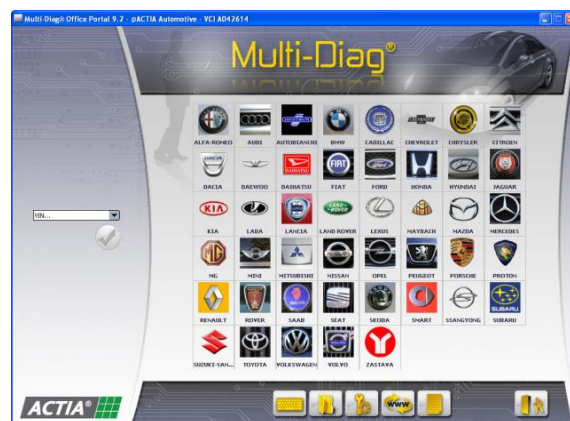 Multi-Diag® Office Portal 9.2 - @ACTIA Automotive - VCI AD42614
Multi-Diag®
ALFA-ROMEO AUDI AUTOBIANCHI BMW CADILLAC CHEVROLET CHRYSLER CITROEN
DACIA DAEWOO DAIHATSU FIAT FORD HONDA HYUNDAI JAGUAR
VIN...
KIA LADA LANCIA LAND ROVER LEXUS MAYBACH MAZDA MERCEDES
MG MINI MITSUBISHI NISSAN OPEL PEUGEOT PORSCHE PROTON
RENAULT ROVER SAAB SEAT SKODA SMART SSANGYONG SUBARU
SUZUKI-SAN... TOYOTA VOLKSWAGEN VOLVO ZASTAVA
ACTIA®
www